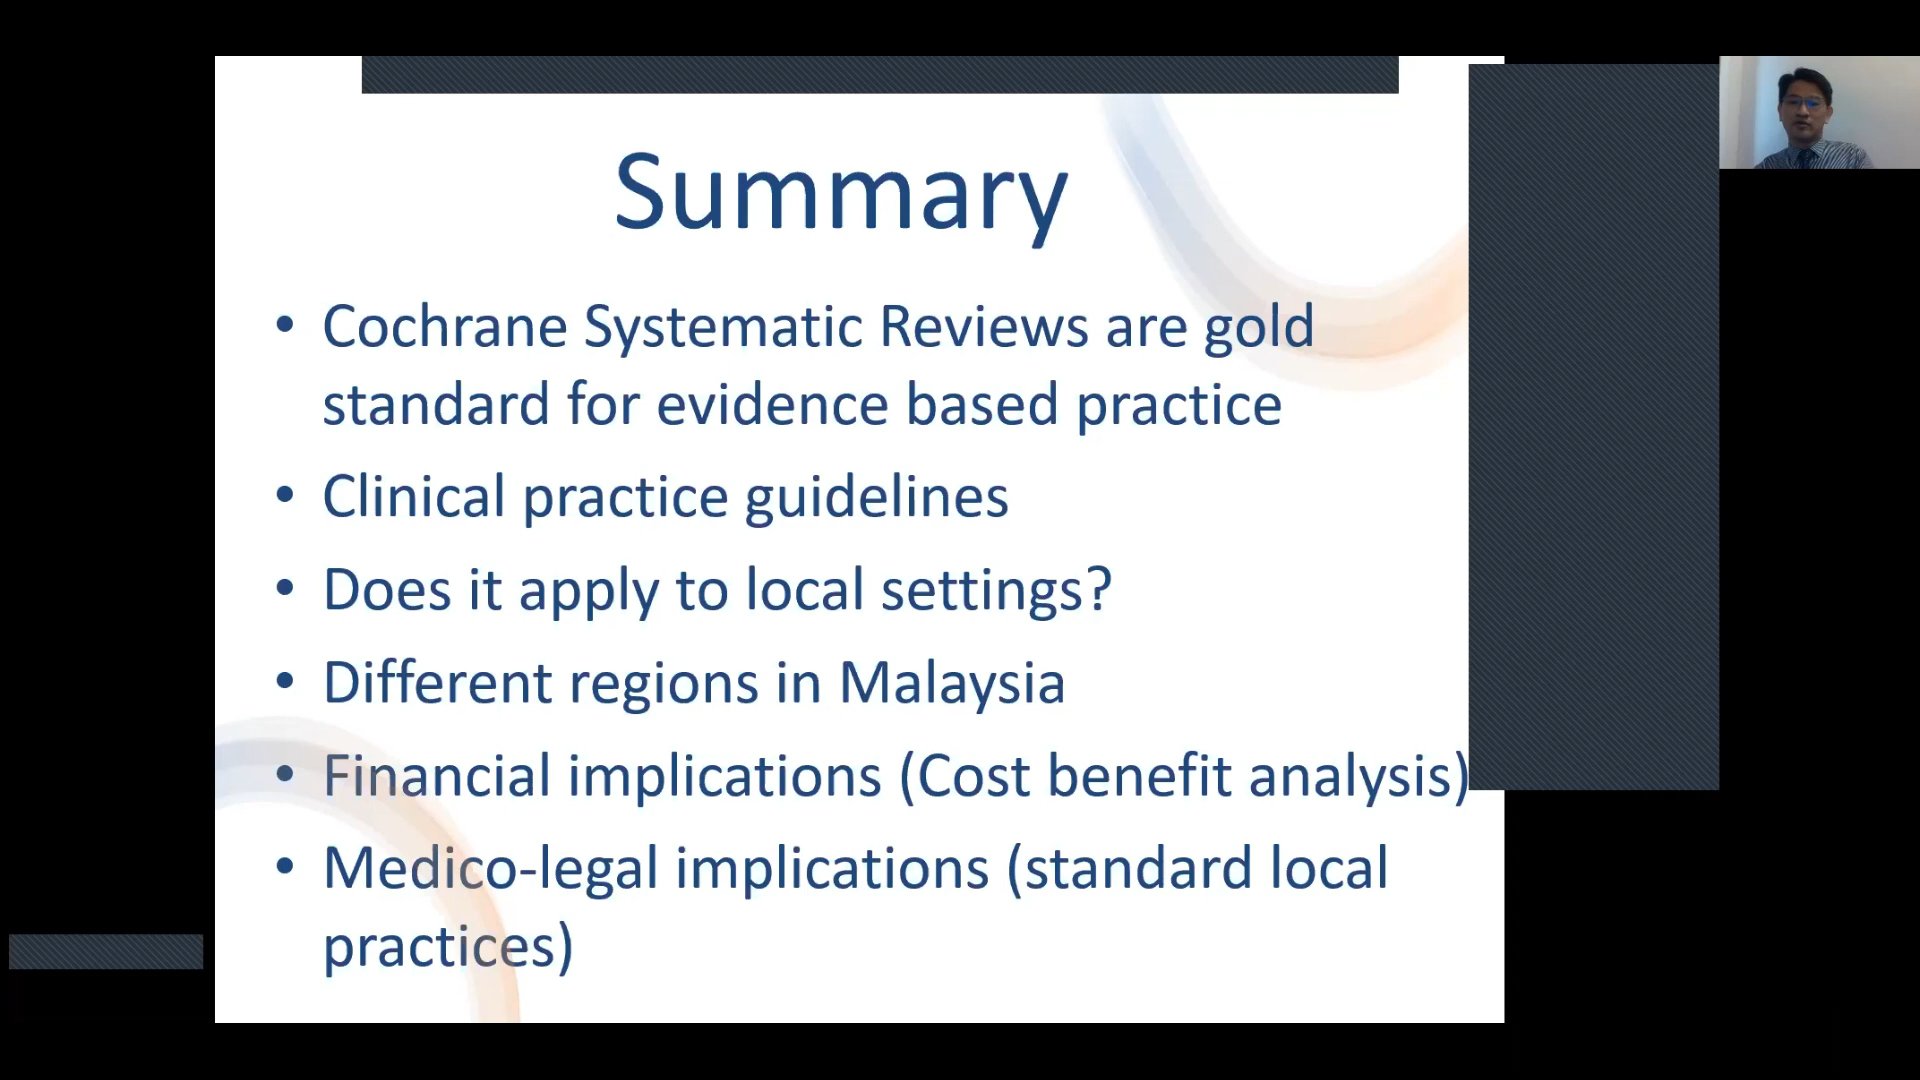 Summary
• Cochrane Systematic Reviews are gold
standard for evidence based practice
• Clinical practice guidelines
• Does it apply to local settings?
• Different regions in Malaysia
• Financial implications (Cost benefit analysis)
• Medico-legal implications (standard local
practices)